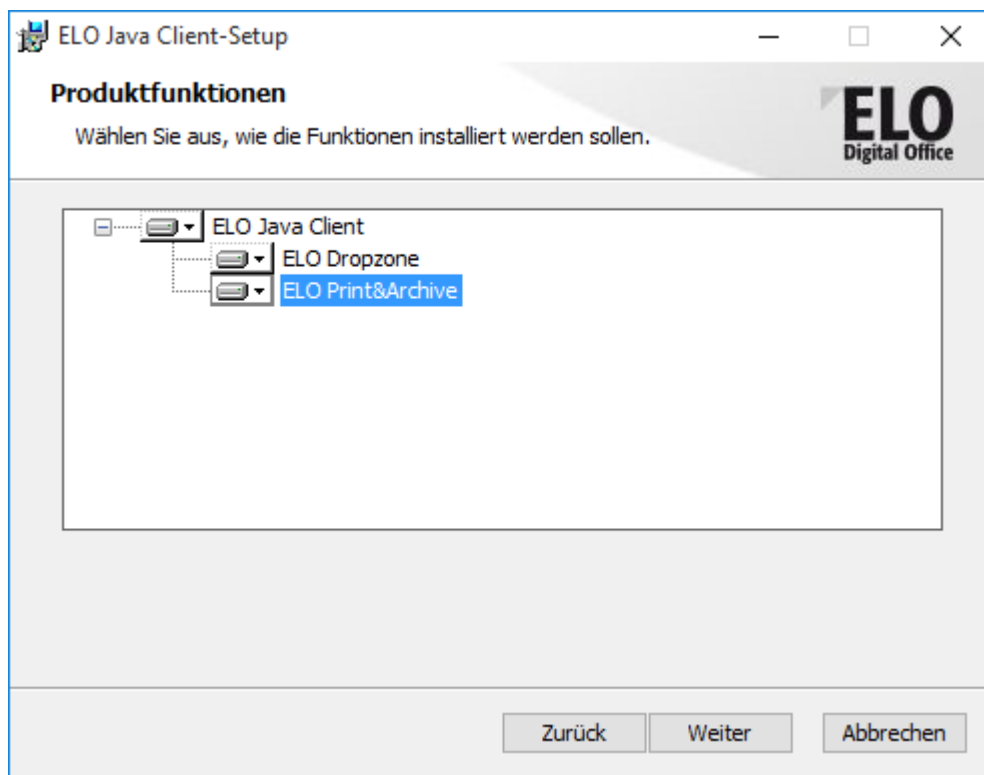 ELO Java Client-Setup
Produktfunktionen
Wählen Sie aus, wie die Funktionen installiert werden sollen.
ELO
Digital Office
ELO Java Client
ELO Dropzone
ELO Print&Archive
Zurück Weiter Abbrechen